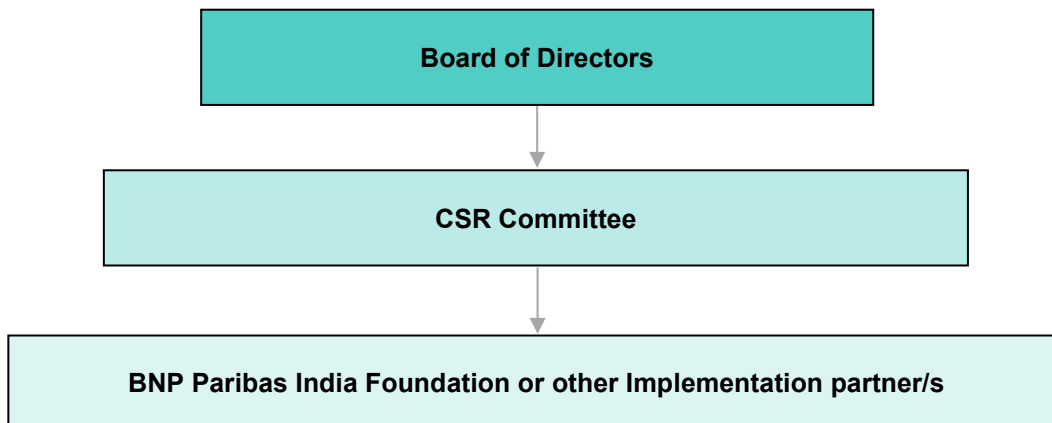 Board of Directors
CSR Committee
BNP Paribas India Foundation or other Implementation partner/s